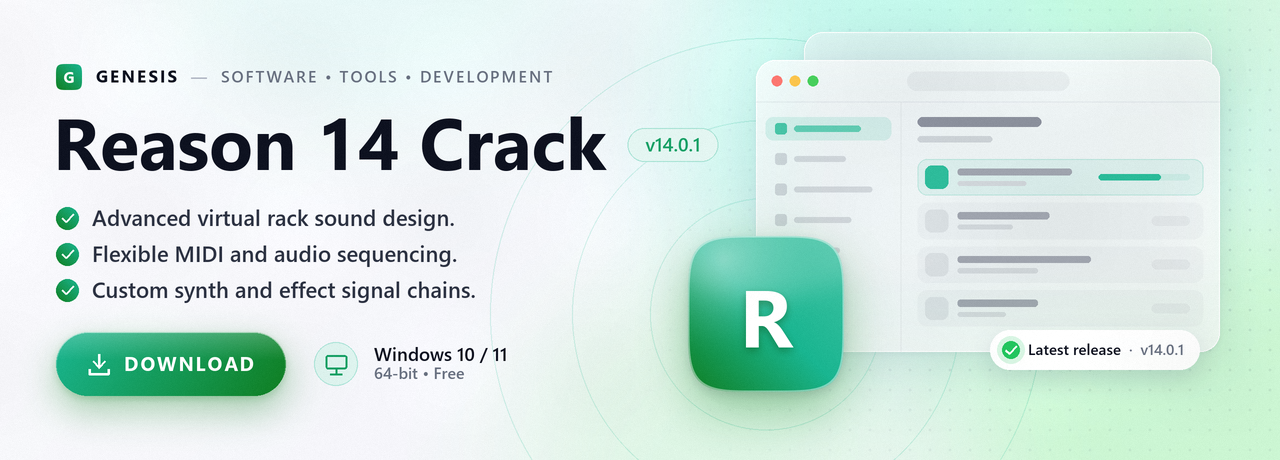 G GENESIS — SOFTWARE • TOOLS • DEVELOPMENT
Reason 14 Crack v14.0.1
Advanced virtual rack sound design.
Flexible MIDI and audio sequencing.
Custom synth and effect signal chains.
DOWNLOAD
Windows 10 / 11
64-bit • Free
R
Latest release · v14.0.1